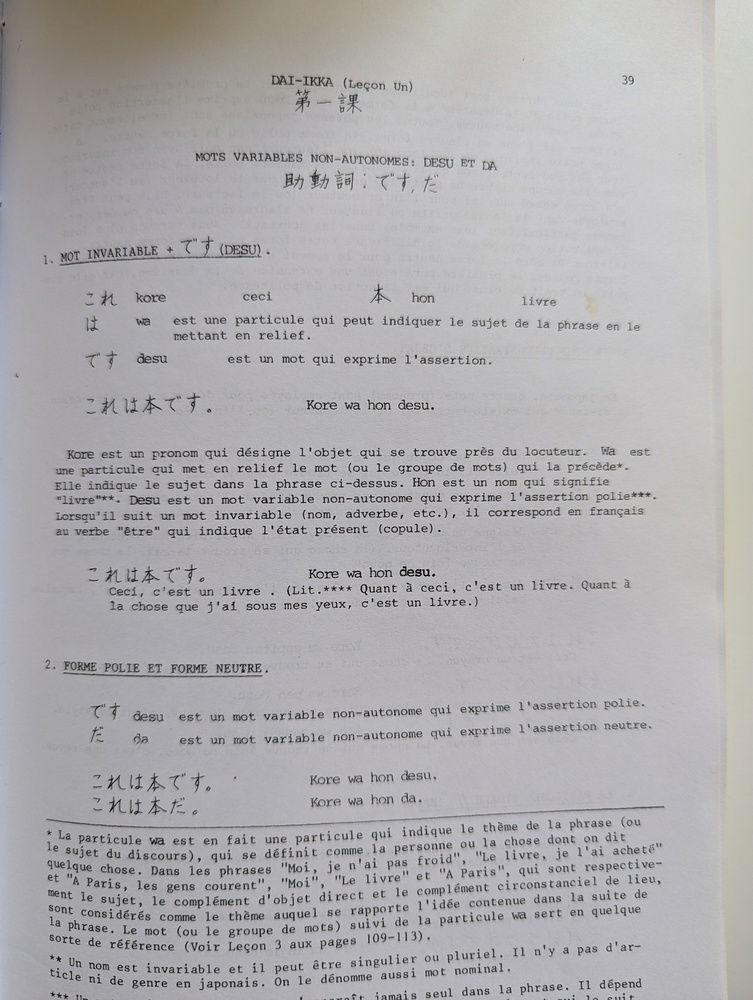 DAI-IKKA (Leçon Un) 39
第一課
MOTS VARIABLES NON-AUTONOMES: DESU ET DA
助動詞:です,だ
1. MOT INVARIABLE + です(DESU).
これ kore ceci 本 hon livre
は wa est une particule qui peut indiquer le sujet de la phrase en le
mettant en relief.
です desu est un mot qui exprime l'assertion.
これは本です。 Kore wa hon desu.
Kore est un pronom qui désigne l'objet qui se trouve près du locuteur. Wa est
une particule qui met en relief le mot (ou le groupe de mots) qui la précède*.
Elle indique le sujet dans la phrase ci-dessus. Hon est un nom qui signifie
"livre"**. Desu est un mot variable non-autonome qui exprime l'assertion polie***.
Lorsqu'il suit un mot invariable (nom, adverbe, etc.), il correspond en français
au verbe "être" qui indique l'état présent (copule).
これは本です。 Kore wa hon desu.
Ceci, c'est un livre . (Lit.**** Quant à ceci, c'est un livre. Quant à
la chose que j'ai sous mes yeux, c'est un livre.)
2. FORME POLIE ET FORME NEUTRE.
です desu est un mot variable non-autonome qui exprime l'assertion polie.
だ da est un mot variable non-autonome qui exprime l'assertion neutre.
これは本です。 Kore wa hon desu.
これは本だ。 Kore wa hon da.
* La particule wa est en fait une particule qui indique le thème de la phrase (ou
le sujet du discours), qui se définit comme la personne ou la chose dont on dit
quelque chose. Dans les phrases "Moi, je n'ai pas froid", "Le livre, je l'ai acheté"
et "A Paris, les gens courent", "Moi", "Le livre" et "A Paris", qui sont respective-
ment le sujet, le complément d'objet direct et le complément circonstanciel de lieu,
sont considérés comme le thème auquel se rapporte l'idée contenue dans la suite de
la phrase. Le mot (ou le groupe de mots) suivi de la particule wa sert en quelque
sorte de référence (Voir Leçon 3 aux pages 109-113).
** Un nom est invariable et il peut être singulier ou pluriel. Il n'y a pas d'ar-
ticle ni de genre en japonais. On le dénomme aussi mot nominal.
*** Un jamais seul dans la phrase. Il dépend